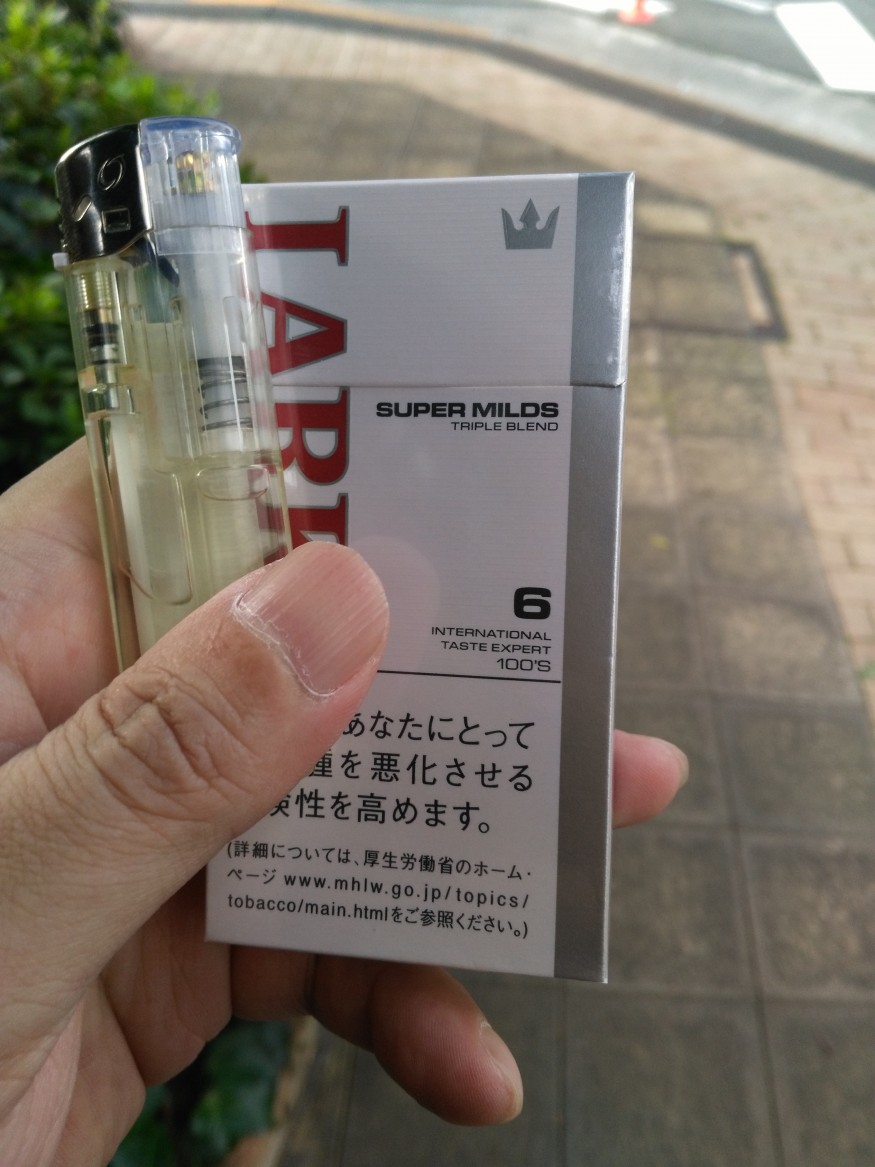 LARK
SUPER MILDS
TRIPLE BLEND
6
INTERNATIONAL
TASTE EXPERT
100'S
あなたにとって
腫を悪化させる
険性を高めます。
(詳細については、厚生労働省のホーム・
ページ www.mhlw.go.jp/topics/
tobacco/main.htmlをご参照ください。)